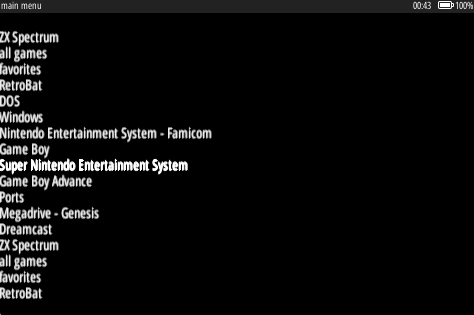 main menu 00:43 100%
ZX Spectrum
all games
favorites
RetroBat
DOS
Windows
Nintendo Entertainment System - Famicom
Game Boy
Super Nintendo Entertainment System
Game Boy Advance
Ports
Megadrive - Genesis
Dreamcast
ZX Spectrum
all games
favorites
RetroBat